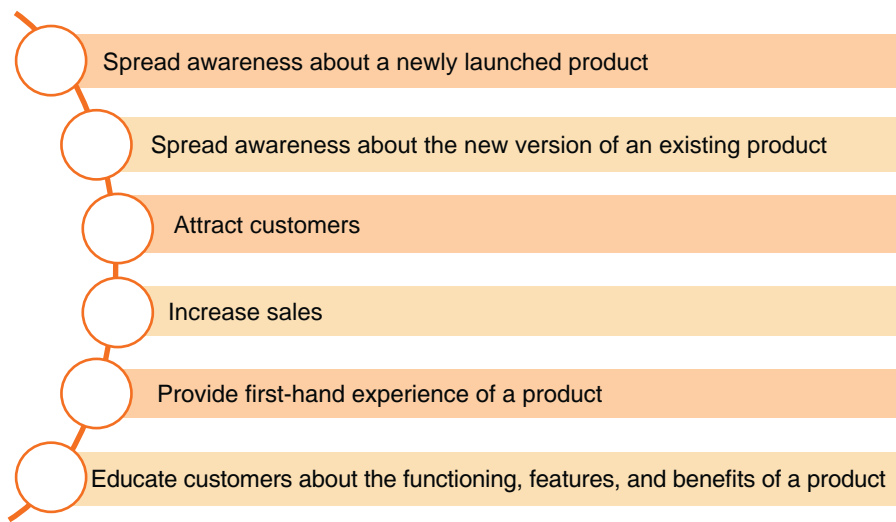 Spread awareness about a newly launched product
Spread awareness about the new version of an existing product
Attract customers
Increase sales
Provide first-hand experience of a product
Educate customers about the functioning, features, and benefits of a product